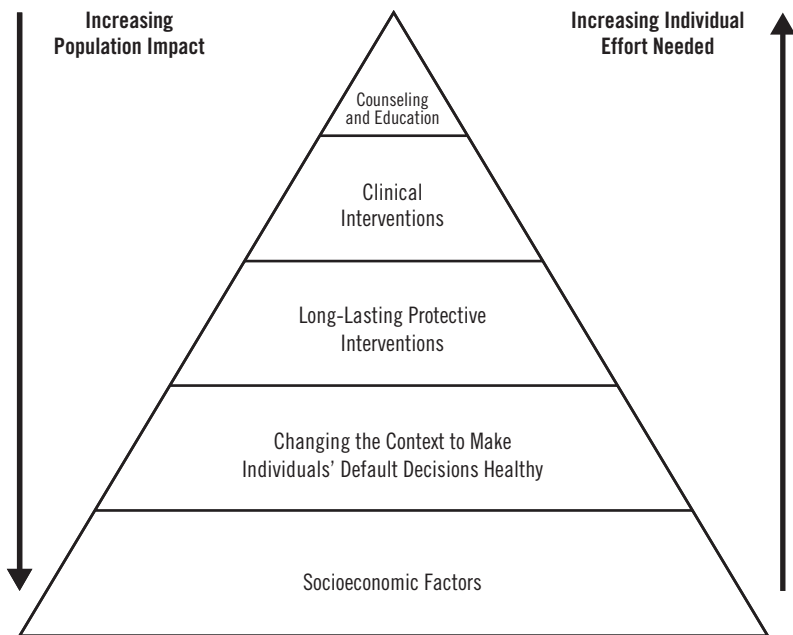 Increasing
Population Impact
Increasing Individual
Effort Needed
Counseling
and Education
Clinical
Interventions
Long-Lasting Protective
Interventions
Changing the Context to Make
Individuals’ Default Decisions Healthy
Socioeconomic Factors